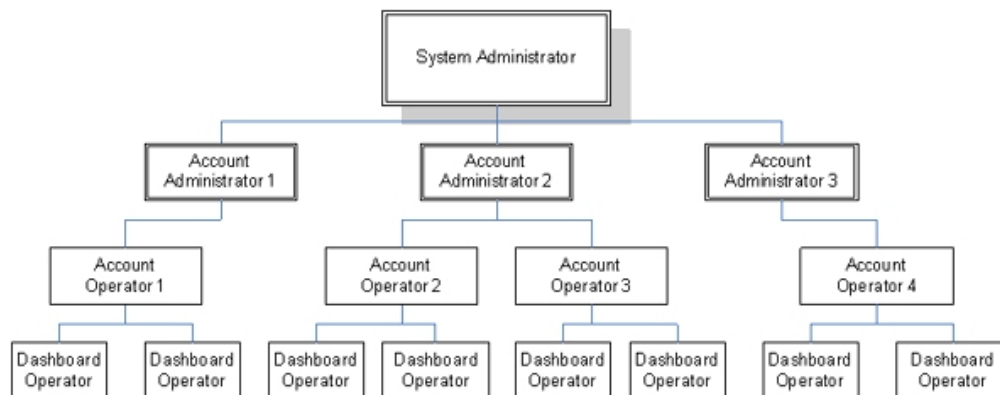 System Administrator
Account
Administrator 1
Account
Administrator 2
Account
Administrator 3
Account
Operator 1
Account
Operator 2
Account
Operator 3
Account
Operator 4
Dashboard
Operator
Dashboard
Operator
Dashboard
Operator
Dashboard
Operator
Dashboard
Operator
Dashboard
Operator
Dashboard
Operator
Dashboard
Operator